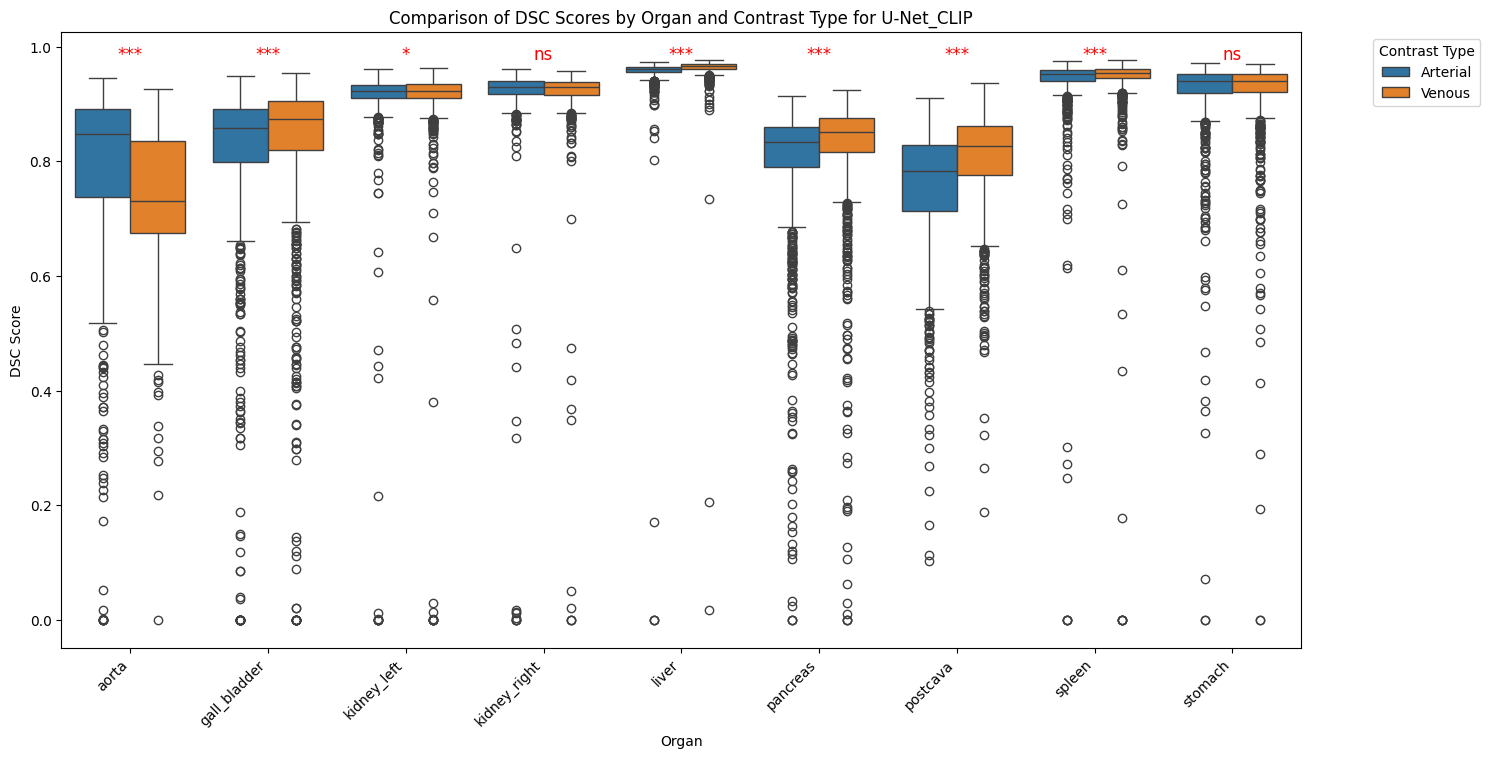 Comparison of DSC Scores by Organ and Contrast Type for U-Net_CLIP
*** *** * ns *** *** *** *** ns
Contrast Type
Arterial
Venous
DSC Score
1.0
0.8
0.6
0.4
0.2
0.0
aorta
gall_bladder
kidney_left
kidney_right
liver
pancreas
postcava
spleen
stomach
Organ